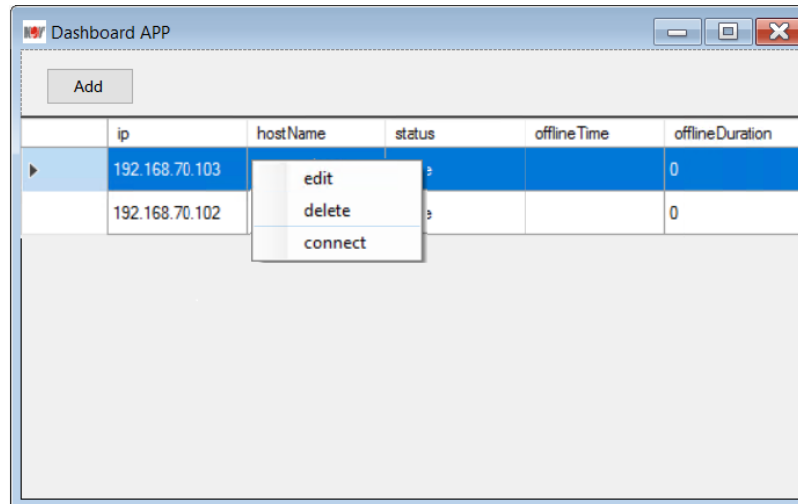 Dashboard APP
Add
ip hostName status offlineTime offlineDuration
192.168.70.103 0
edit
delete
192.168.70.102 0
connect